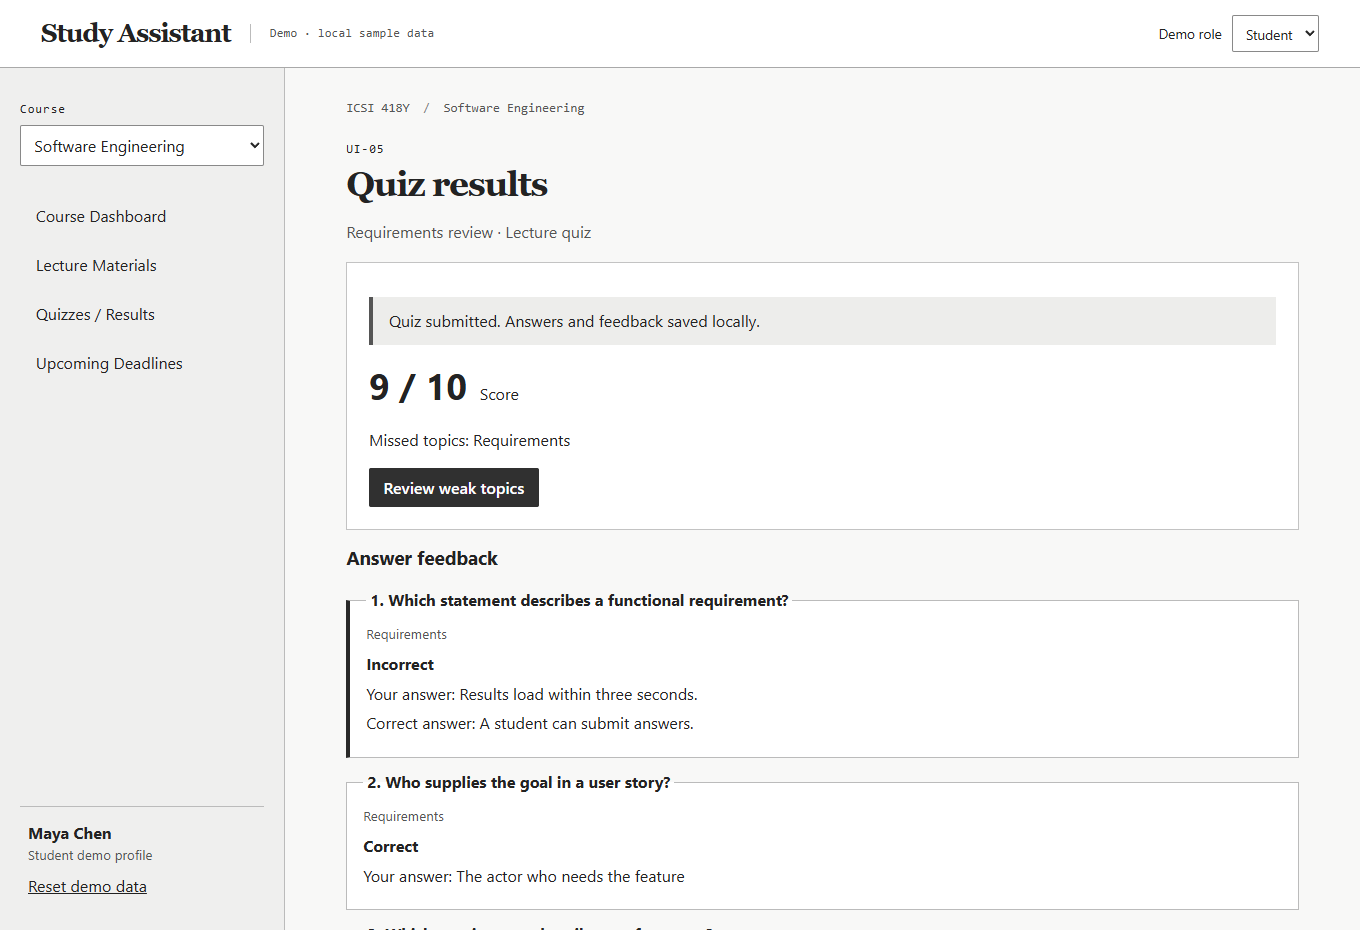 Study Assistant
Demo · local sample data
Demo role
Student
Course
Software Engineering
Course Dashboard
Lecture Materials
Quizzes / Results
Upcoming Deadlines
Maya Chen
Student demo profile
Reset demo data
ICSI 418Y / Software Engineering
UI-05
Quiz results
Requirements review · Lecture quiz
Quiz submitted. Answers and feedback saved locally.
9 / 10 Score
Missed topics: Requirements
Review weak topics
Answer feedback
1. Which statement describes a functional requirement?
Requirements
Incorrect
Your answer: Results load within three seconds.
Correct answer: A student can submit answers.
2. Who supplies the goal in a user story?
Requirements
Correct
Your answer: The actor who needs the feature